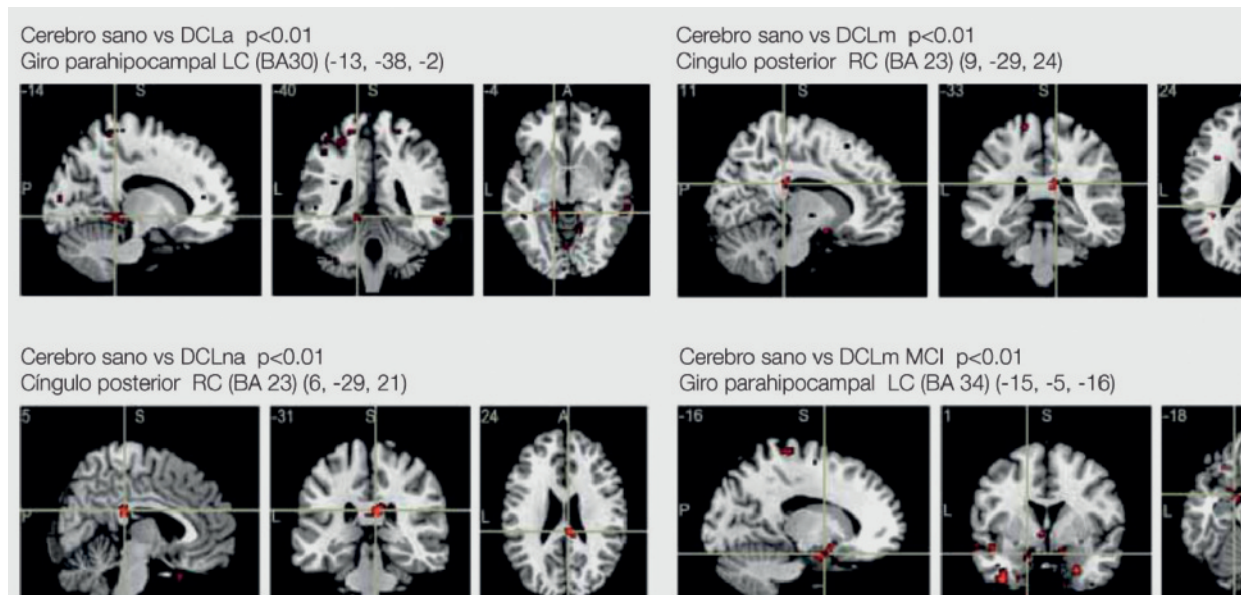 Cerebro sano vs DCLa p<0.01
Giro parahipocampal LC (BA30) (-13, -38, -2)
-14 S P
-40 S L
-4 A L
Cerebro sano vs DCLm p<0.01
Cingulo posterior RC (BA 23) (9, -29, 24)
11 S P
-33 S L
24
Cerebro sano vs DCLna p<0.01
Cíngulo posterior RC (BA 23) (6, -29, 21)
5 S P
-31 S L
24 A L
Cerebro sano vs DCLm MCI p<0.01
Giro parahipocampal LC (BA 34) (-15, -5, -16)
-16 S P
1 S L
-18